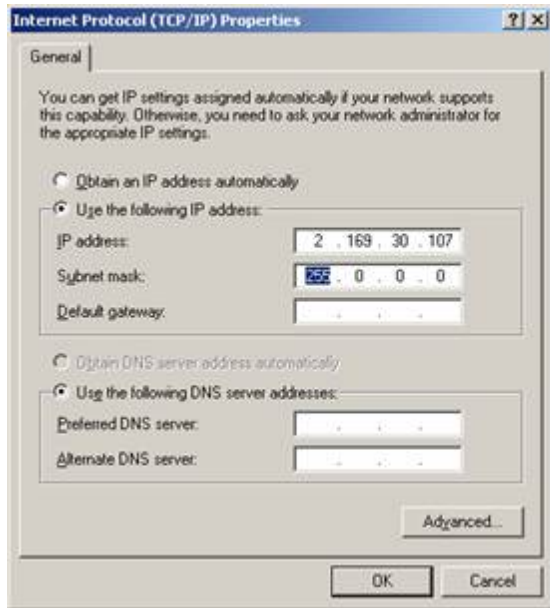 Internet Protocol (TCP/IP) Properties
General
You can get IP settings assigned automatically if your network supports
this capability. Otherwise, you need to ask your network administrator for
the appropriate IP settings.
Obtain an IP address automatically
Use the following IP address:
IP address: 2 . 169 . 30 . 107
Subnet mask: 255 . 0 . 0 . 0
Default gateway: . . .
Obtain DNS server address automatically
Use the following DNS server addresses:
Preferred DNS server: . . .
Alternate DNS server: . . .
Advanced...
OK Cancel